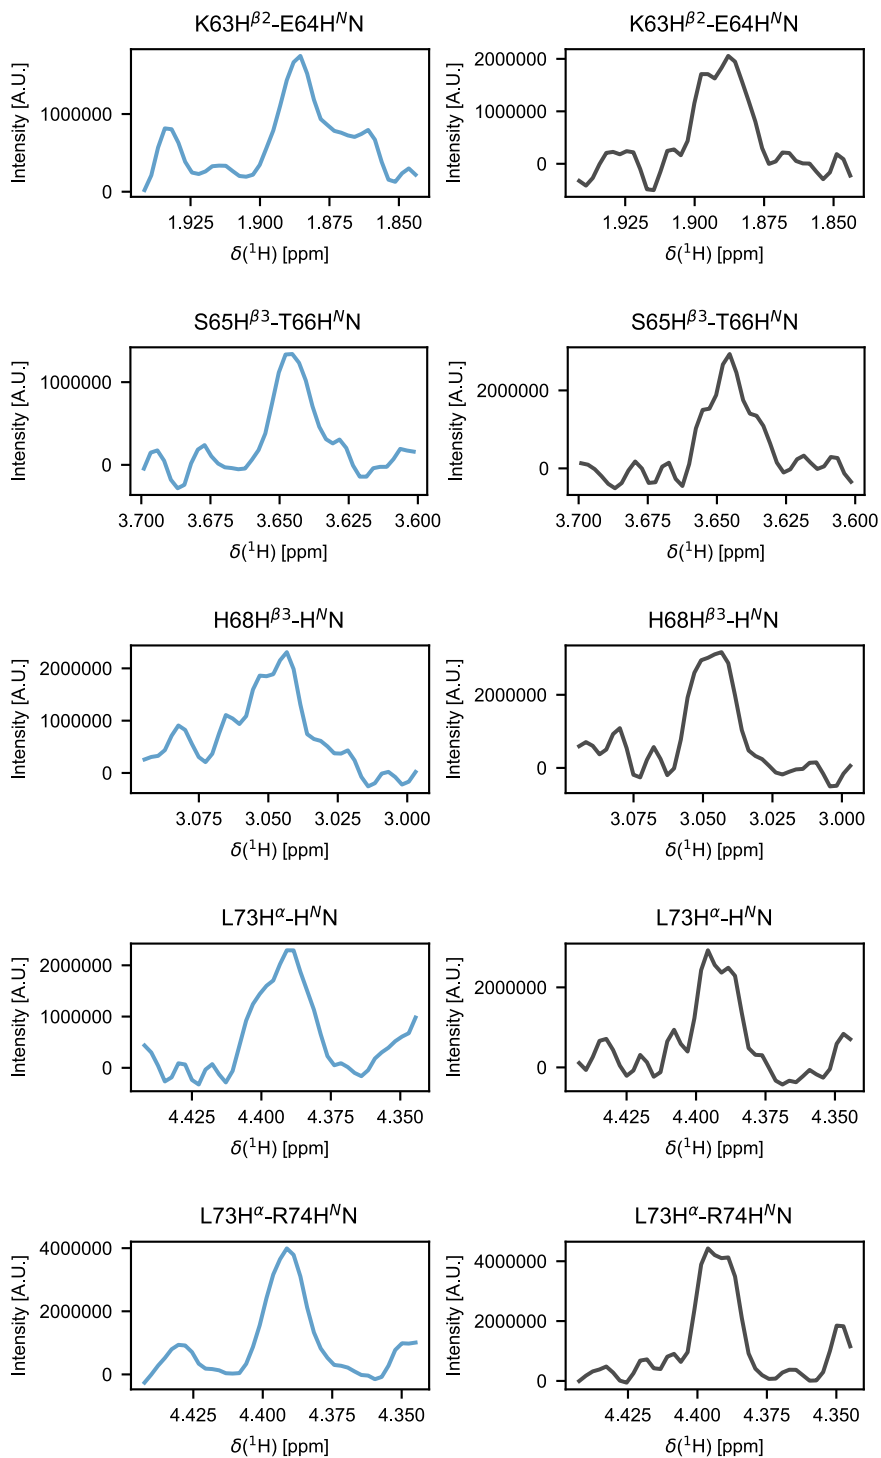 K63Hβ2-E64HNN K63Hβ2-E64HNN
Intensity [A.U.] Intensity [A.U.]
1000000
0
2000000
1000000
0
1.925 1.900 1.875 1.850 1.925 1.900 1.875 1.850
δ(1H) [ppm] δ(1H) [ppm]
S65Hβ3-T66HNN S65Hβ3-T66HNN
Intensity [A.U.] Intensity [A.U.]
1000000
0
2000000
0
3.700 3.675 3.650 3.625 3.600 3.700 3.675 3.650 3.625 3.600
δ(1H) [ppm] δ(1H) [ppm]
H68Hβ3-HNN H68Hβ3-HNN
Intensity [A.U.] Intensity [A.U.]
2000000
1000000
0
2000000
0
3.075 3.050 3.025 3.000 3.075 3.050 3.025 3.000
δ(1H) [ppm] δ(1H) [ppm]
L73Hα-HNN L73Hα-HNN
Intensity [A.U.] Intensity [A.U.]
2000000
1000000
0
2000000
0
4.425 4.400 4.375 4.350 4.425 4.400 4.375 4.350
δ(1H) [ppm] δ(1H) [ppm]
L73Hα-R74HNN L73Hα-R74HNN
Intensity [A.U.] Intensity [A.U.]
4000000
2000000
0
4000000
2000000
0
4.425 4.400 4.375 4.350 4.425 4.400 4.375 4.350
δ(1H) [ppm] δ(1H) [ppm]